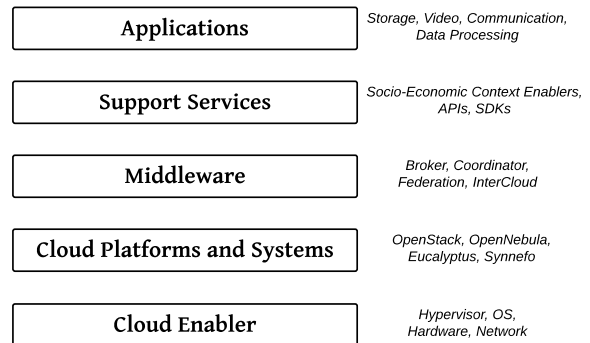 Applications
Storage, Video, Communication,
Data Processing
Support Services
Socio-Economic Context Enablers,
APIs, SDKs
Middleware
Broker, Coordinator,
Federation, InterCloud
Cloud Platforms and Systems
OpenStack, OpenNebula,
Eucalyptus, Synnefo
Cloud Enabler
Hypervisor, OS,
Hardware, Network